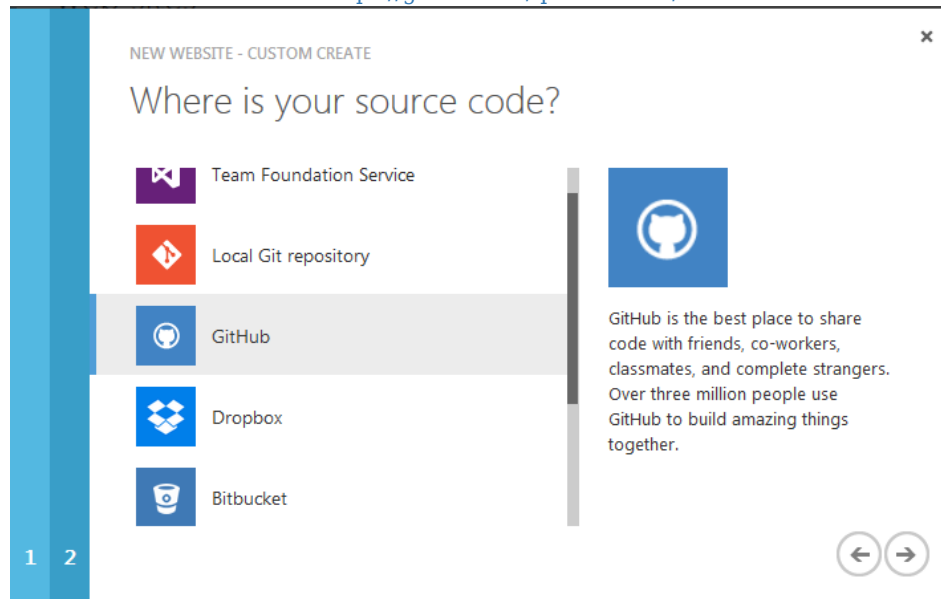 NEW WEBSITE - CUSTOM CREATE
Where is your source code?
Team Foundation Service
Local Git repository
GitHub
Dropbox
Bitbucket
GitHub is the best place to share
code with friends, co-workers,
classmates, and complete strangers.
Over three million people use
GitHub to build amazing things
together.
1 2